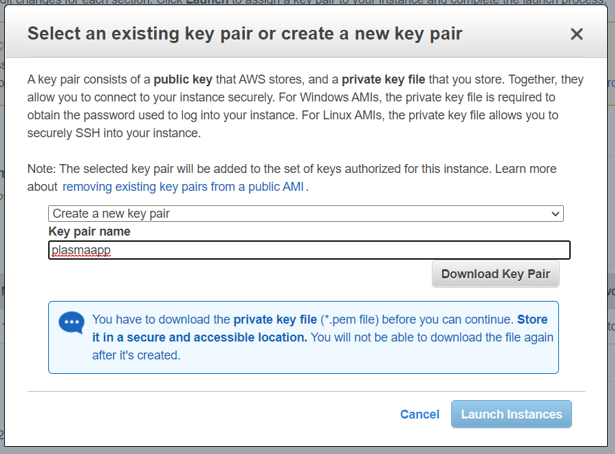 dit changes for each section. Click Launch to assign a key pair to your instance and complete the launch process.
Select an existing key pair or create a new key pair
A key pair consists of a public key that AWS stores, and a private key file that you store. Together, they
allow you to connect to your instance securely. For Windows AMIs, the private key file is required to
obtain the password used to log into your instance. For Linux AMIs, the private key file allows you to
securely SSH into your instance.
Note: The selected key pair will be added to the set of keys authorized for this instance. Learn more
about removing existing key pairs from a public AMI .
Create a new key pair
Key pair name
plasmaapp
Download Key Pair
You have to download the private key file (*.pem file) before you can continue. Store
it in a secure and accessible location. You will not be able to download the file again
after it's created.
Cancel
Launch Instances